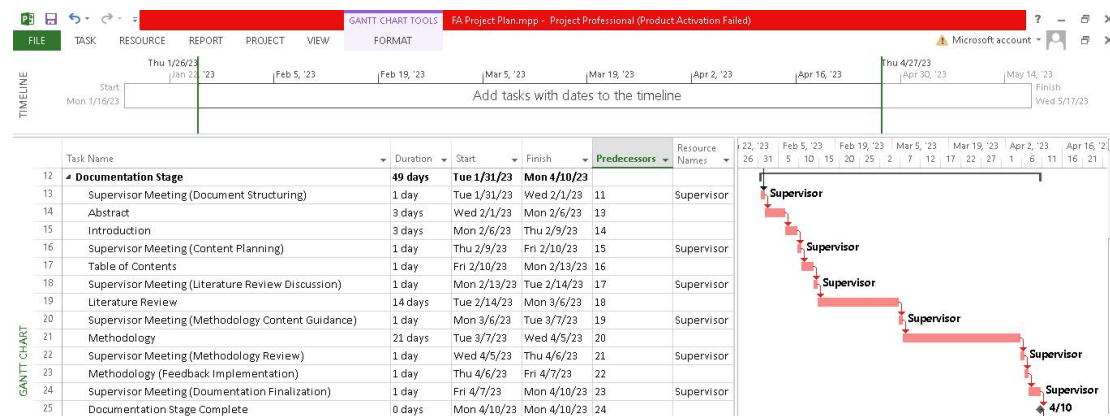 GANTT CHART TOOLS FA Project Plan.mpp - Project Professional (Product Activation Failed)
FILE TASK RESOURCE REPORT PROJECT VIEW FORMAT Microsoft account
Thu 1/26/23 Thu 4/27/23
Jan 22, '23 Feb 5, '23 Feb 19, '23 Mar 5, '23 Mar 19, '23 Apr 2, '23 Apr 16, '23 Apr 30, '23 May 14, '23
TIMELINE
Start
Mon 1/16/23
Add tasks with dates to the timeline
Finish
Wed 5/17/23
Task Name Duration Start Finish Predecessors Resource Names
22, '23 Feb 5, '23 Feb 19, '23 Mar 5, '23 Mar 19, '23 Apr 2, '23 Apr 16, '2
26 31 5 10 15 20 25 2 7 12 17 22 27 1 6 11 16 21
12 Documentation Stage 49 days Tue 1/31/23 Mon 4/10/23
13 Supervisor Meeting (Document Structuring) 1 day Tue 1/31/23 Wed 2/1/23 11 Supervisor Supervisor
14 Abstract 3 days Wed 2/1/23 Mon 2/6/23 13
15 Introduction 3 days Mon 2/6/23 Thu 2/9/23 14
16 Supervisor Meeting (Content Planning) 1 day Thu 2/9/23 Fri 2/10/23 15 Supervisor Supervisor
17 Table of Contents 1 day Fri 2/10/23 Mon 2/13/23 16
18 Supervisor Meeting (Literature Review Discussion) 1 day Mon 2/13/23 Tue 2/14/23 17 Supervisor Supervisor
19 Literature Review 14 days Tue 2/14/23 Mon 3/6/23 18
20 Supervisor Meeting (Methodology Content Guidance) 1 day Mon 3/6/23 Tue 3/7/23 19 Supervisor Supervisor
21 Methodology 21 days Tue 3/7/23 Wed 4/5/23 20
22 Supervisor Meeting (Methodology Review) 1 day Wed 4/5/23 Thu 4/6/23 21 Supervisor Supervisor
23 Methodology (Feedback Implementation) 1 day Thu 4/6/23 Fri 4/7/23 22
24 Supervisor Meeting (Doumentation Finalization) 1 day Fri 4/7/23 Mon 4/10/23 23 Supervisor Supervisor
25 Documentation Stage Complete 0 days Mon 4/10/23 Mon 4/10/23 24 4/10
GANTT CHART